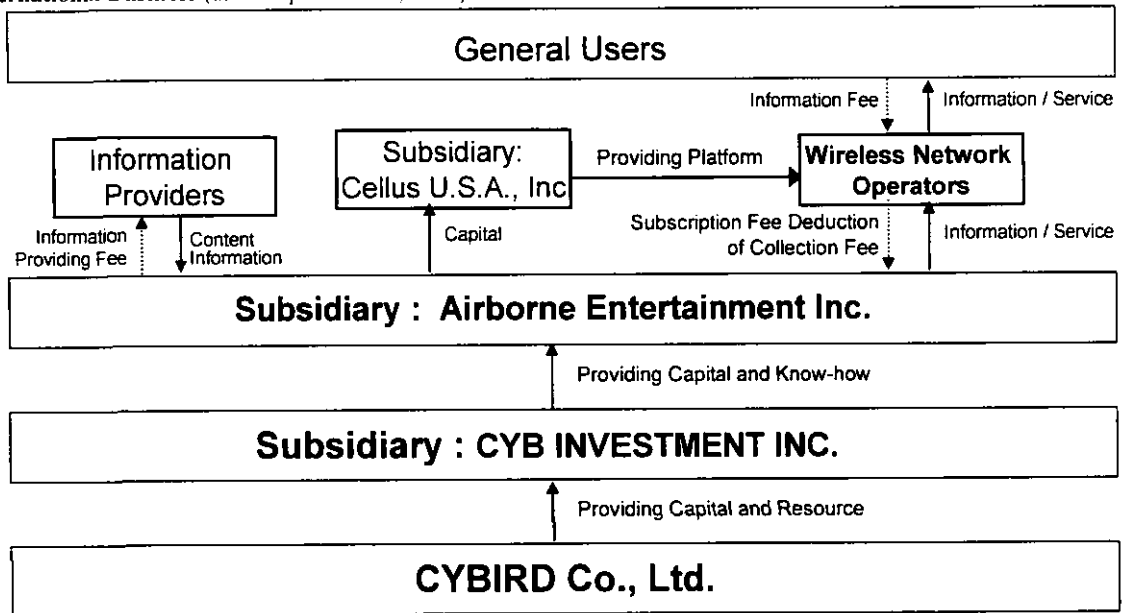 General Users
Information Fee
Information / Service
Information
Providers
Subsidiary:
Cellus U.S.A., Inc
Providing Platform
Wireless Network
Operators
Information
Providing Fee
Content
Information
Capital
Subscription Fee Deduction
of Collection Fee
Information / Service
Subsidiary : Airborne Entertainment Inc.
Providing Capital and Know-how
Subsidiary : CYB INVESTMENT INC.
Providing Capital and Resource
CYBIRD Co., Ltd.